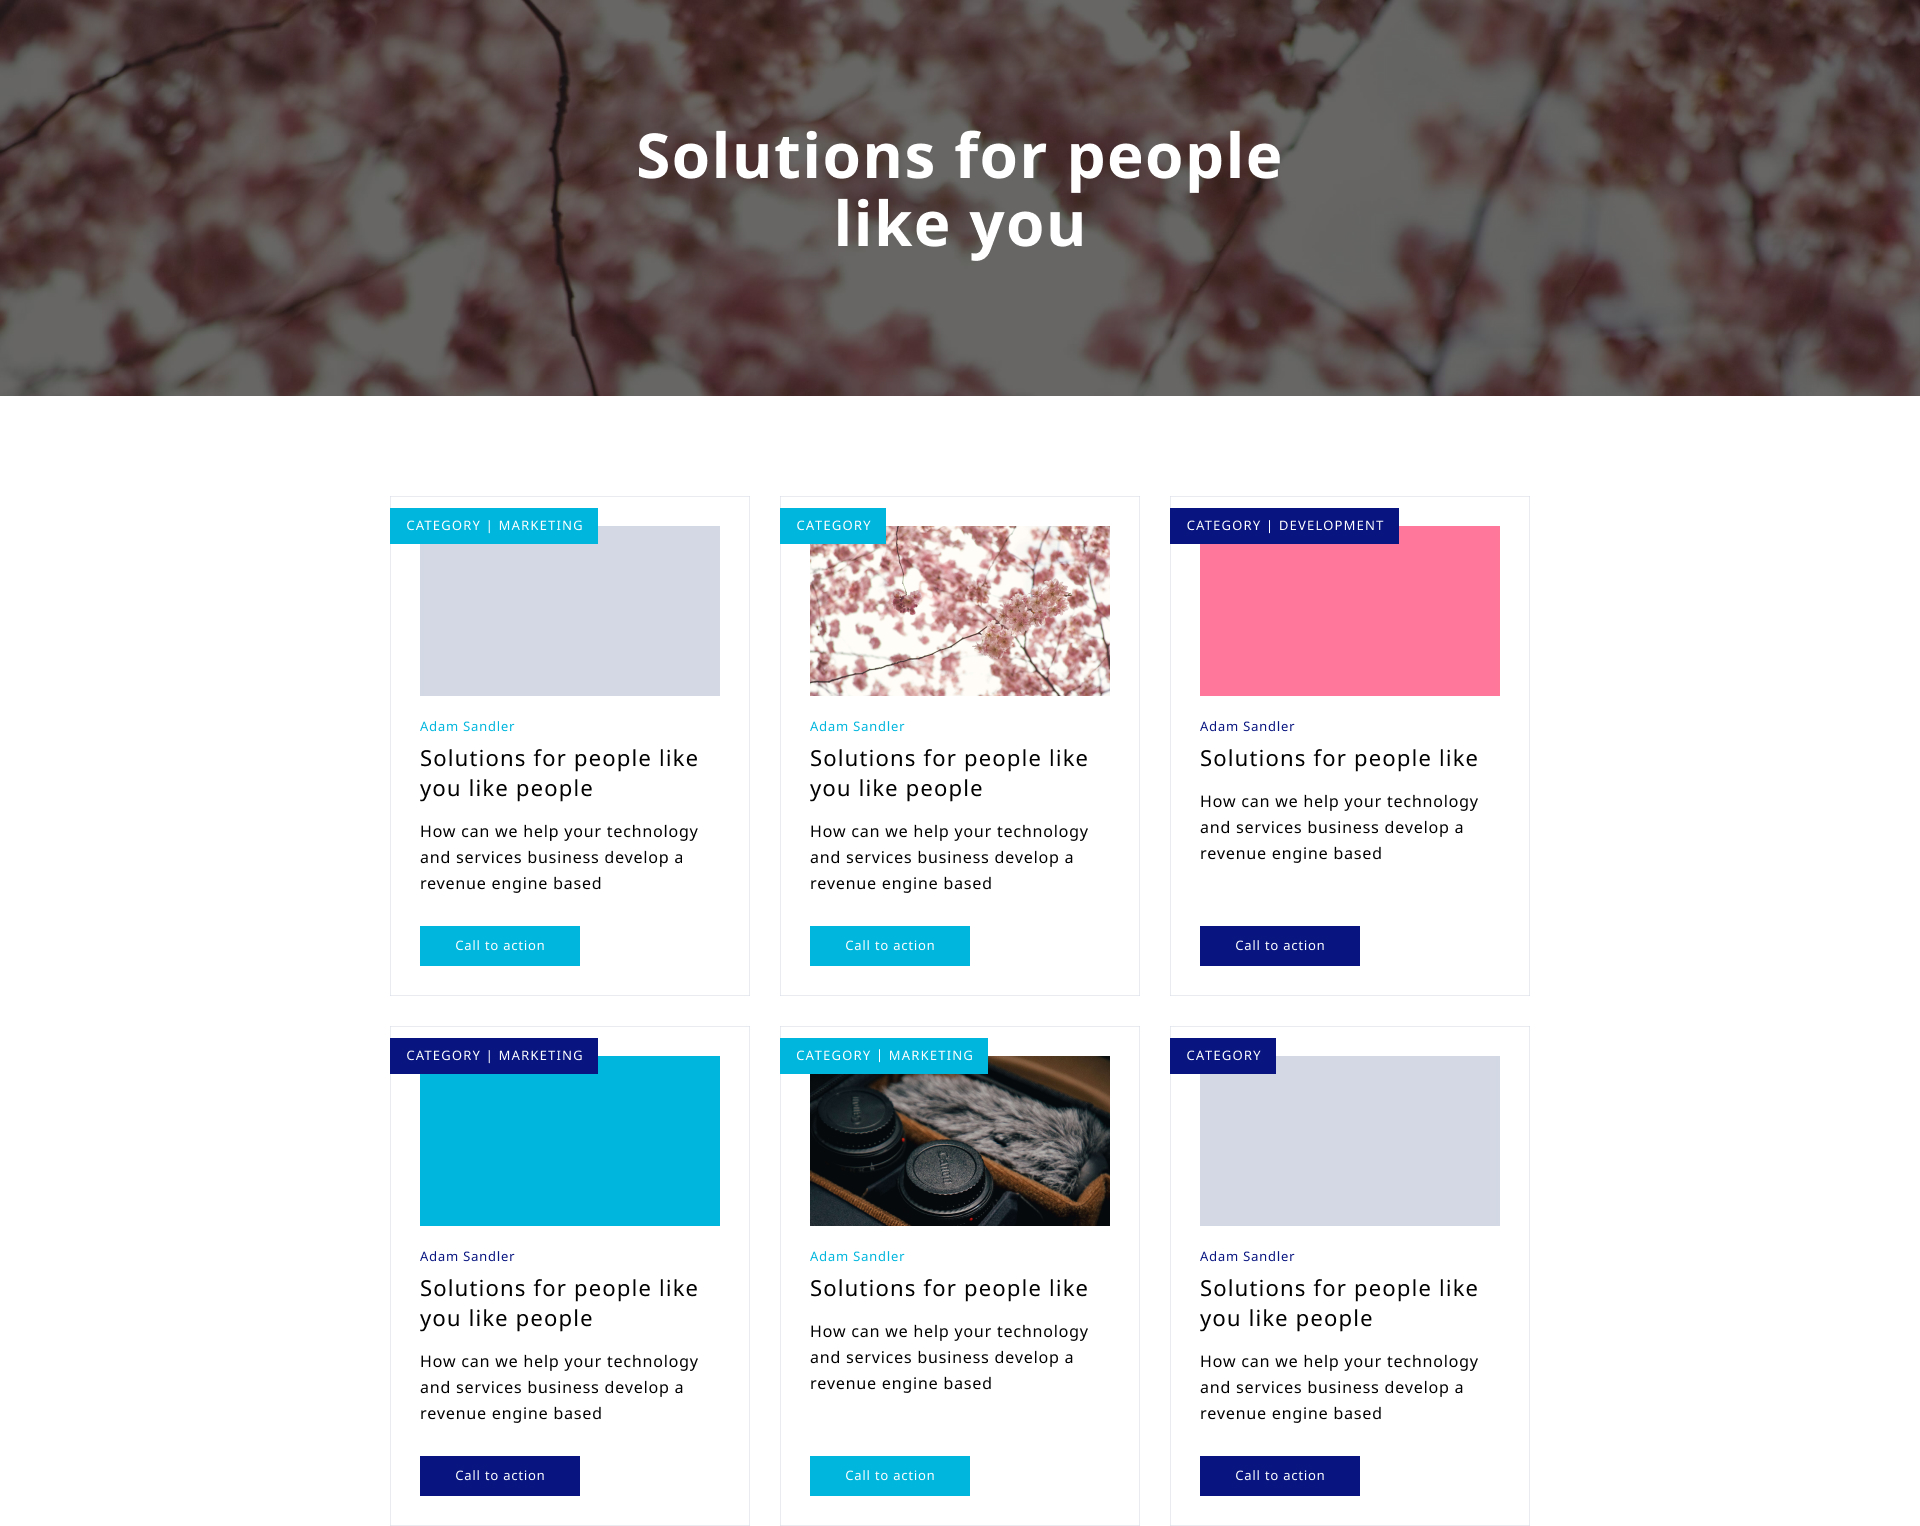 Solutions for people
like you
CATEGORY | MARKETING
Adam Sandler
Solutions for people like
you like people
How can we help your technology
and services business develop a
revenue engine based
Call to action
CATEGORY
Adam Sandler
Solutions for people like
you like people
How can we help your technology
and services business develop a
revenue engine based
Call to action
CATEGORY | DEVELOPMENT
Adam Sandler
Solutions for people like
How can we help your technology
and services business develop a
revenue engine based
Call to action
CATEGORY | MARKETING
Adam Sandler
Solutions for people like
you like people
How can we help your technology
and services business develop a
revenue engine based
Call to action
CATEGORY | MARKETING
Canon
Canon
Adam Sandler
Solutions for people like
How can we help your technology
and services business develop a
revenue engine based
Call to action
CATEGORY
Adam Sandler
Solutions for people like
you like people
How can we help your technology
and services business develop a
revenue engine based
Call to action